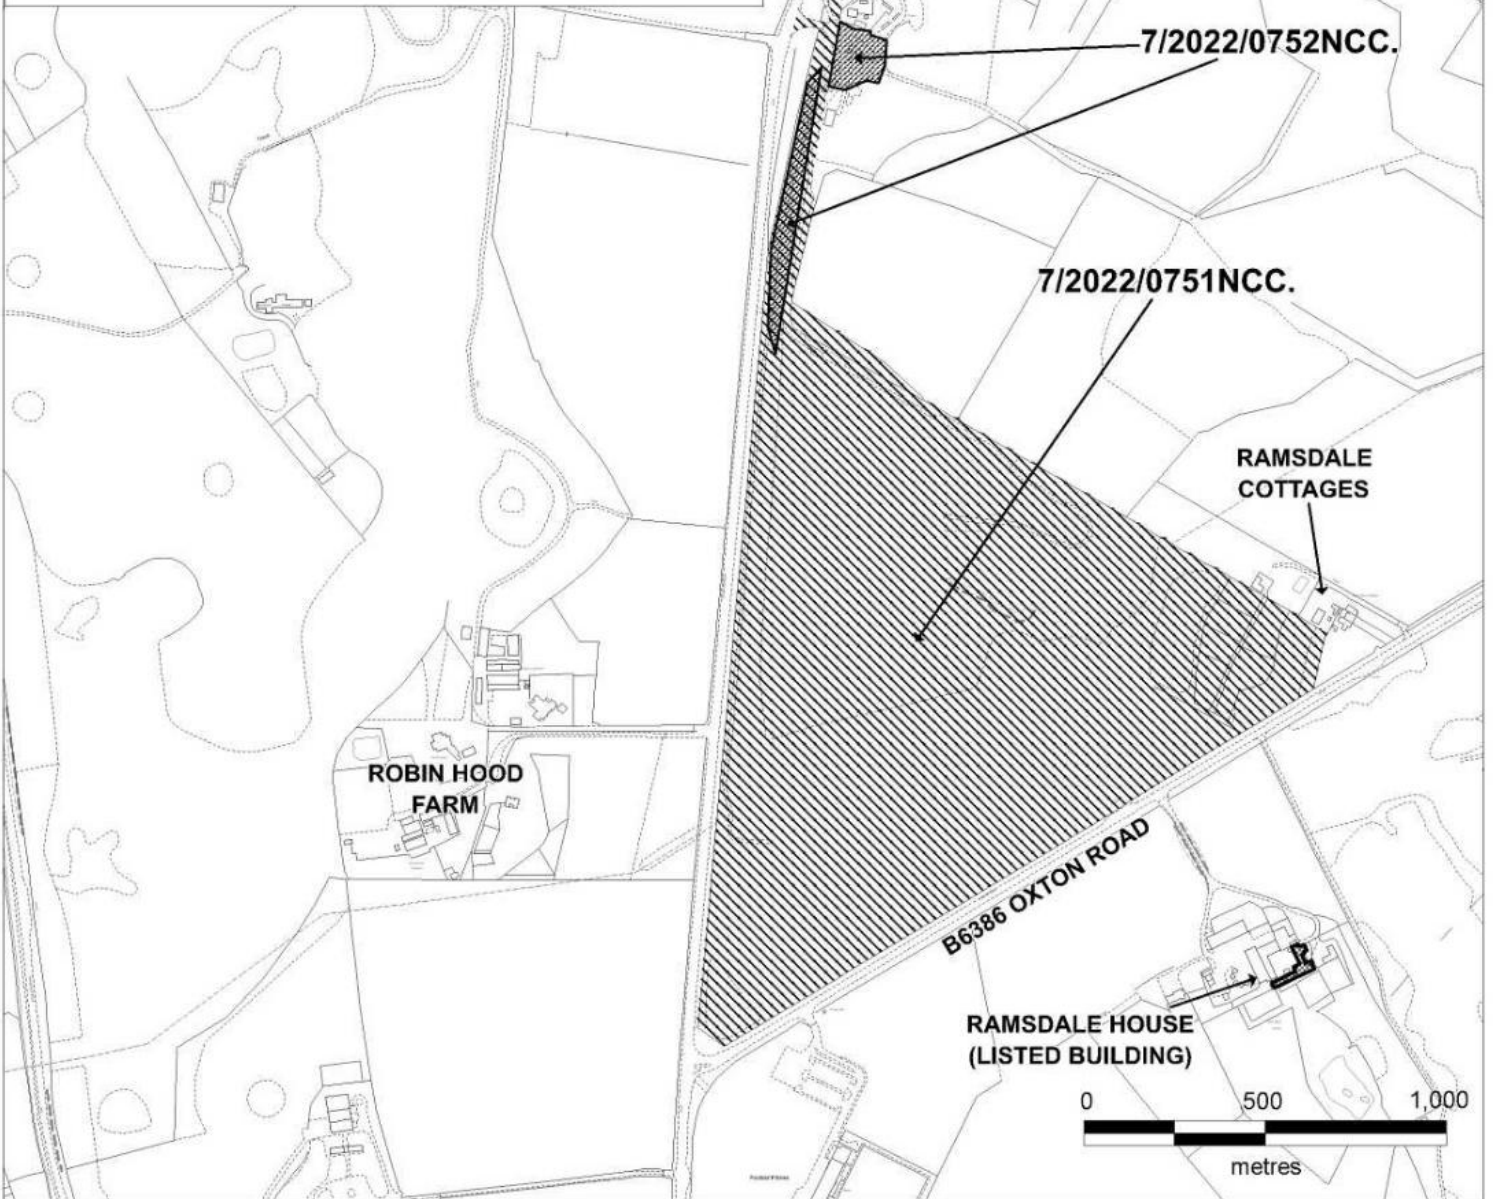 7/2022/0752NCC.
7/2022/0751NCC.
RAMSDALE
COTTAGES
ROBIN HOOD
FARM
B6386 OXTON ROAD
RAMSDALE HOUSE
(LISTED BUILDING)
0 500 1,000
metres